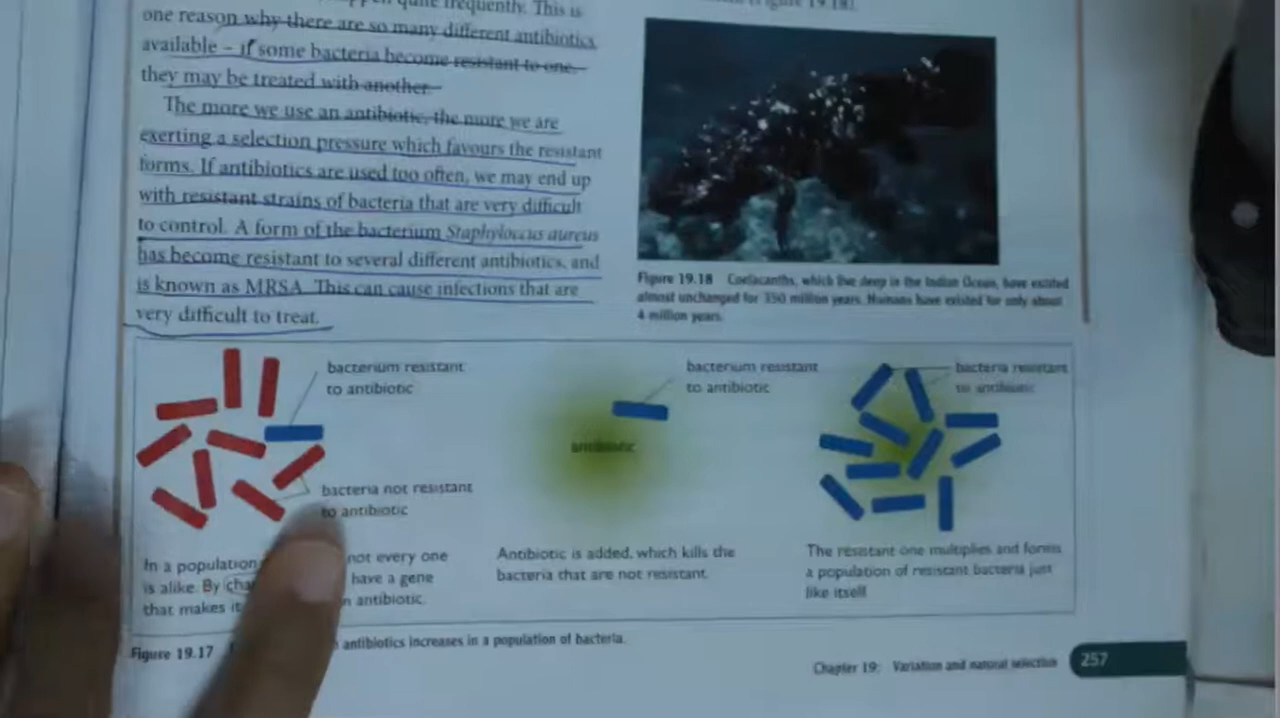 quite frequently. This is
one reason why there are so many different antibiotics
available – if some bacteria become resistant to one,
they may be treated with another.
The more we use an antibiotic, the more we are
exerting a selection pressure which favours the resistant
forms. If antibiotics are used too often, we may end up
with resistant strains of bacteria that are very difficult
to control. A form of the bacterium Staphyloccus aureus
has become resistant to several different antibiotics, and
is known as MRSA. This can cause infections that are
very difficult to treat.
Figure 19.18 Coelacanths, which live deep in the Indian Ocean, have existed
almost unchanged for 350 million years. Humans have existed for only about
4 million years.
bacterium resistant
to antibiotic
bacteria not resistant
to antibiotic
In a population not every one
is alike. By cha have a gene
that makes it antibiotic.
bacterium resistant
to antibiotic
antibiotic
Antibiotic is added, which kills the
bacteria that are not resistant.
bacteria resistant
to antibiotic
The resistant one multiplies and forms
a population of resistant bacteria just
like itself.
Figure 19.17 antibiotics increases in a population of bacteria.
Chapter 19: Variation and natural selection 257